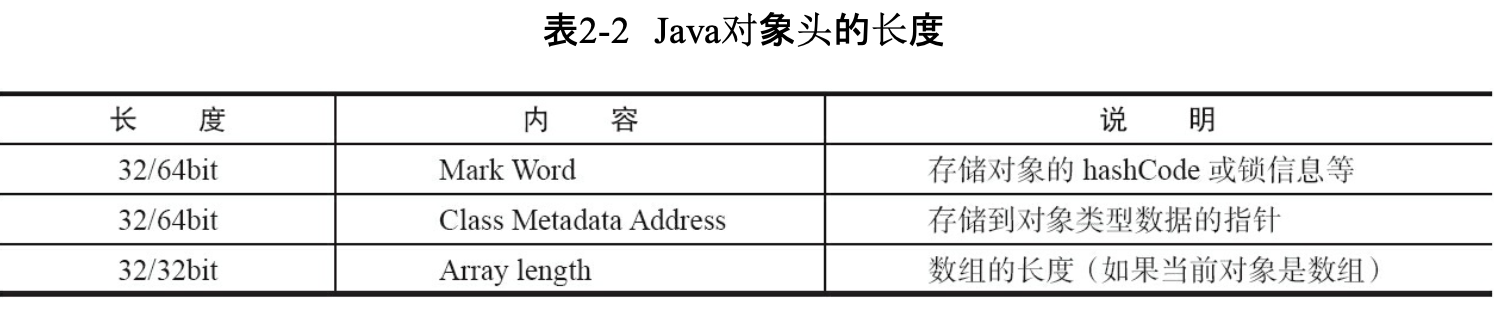 表2-2 Java对象头的长度
长 度 内 容 说 明
32/64bit Mark Word 存储对象的 hashCode 或锁信息等
32/64bit Class Metadata Address 存储到对象类型数据的指针
32/32bit Array length 数组的长度（如果当前对象是数组）